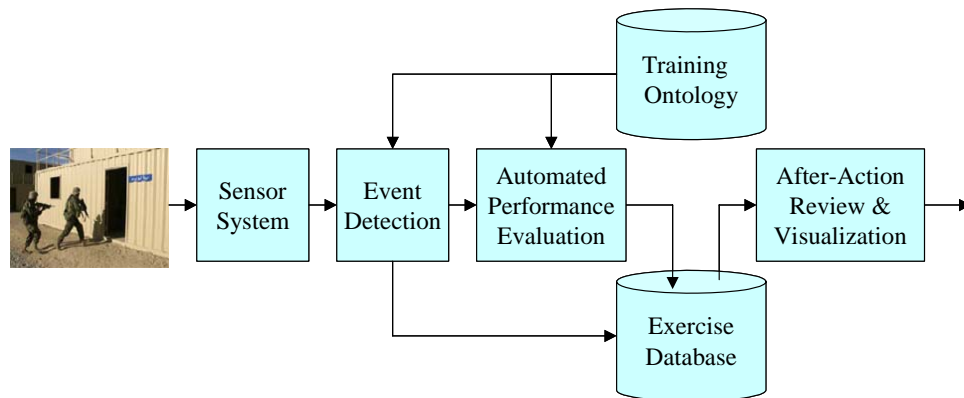 Training
Ontology
Sensor
System
Event
Detection
Automated
Performance
Evaluation
After-Action
Review &
Visualization
Exercise
Database